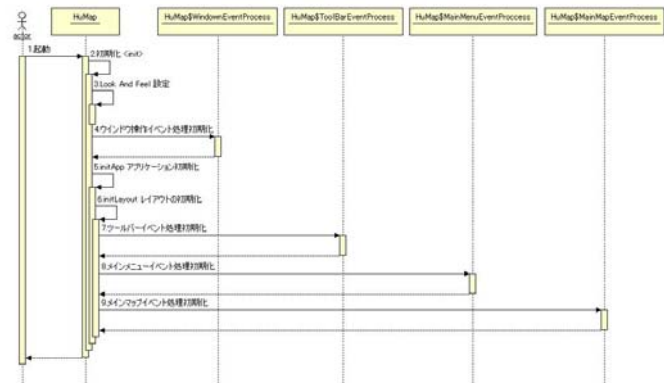 HuMap
HuMap$WindownEventProcess
HuMap$ToolBarEventProcess
HuMap$MainMenuEventProcess
HuMap$MainMapEventProcess
1.起動
2.初期化 <init>
3.Look And Feel 設定
4.ウインドウ操作イベント処理初期化
5.initApp アプリケーション初期化
6.initLayout レイアウトの初期化
7.ツールバーイベント処理初期化
8.メインメニューイベント処理初期化
9.メインマップイベント処理初期化